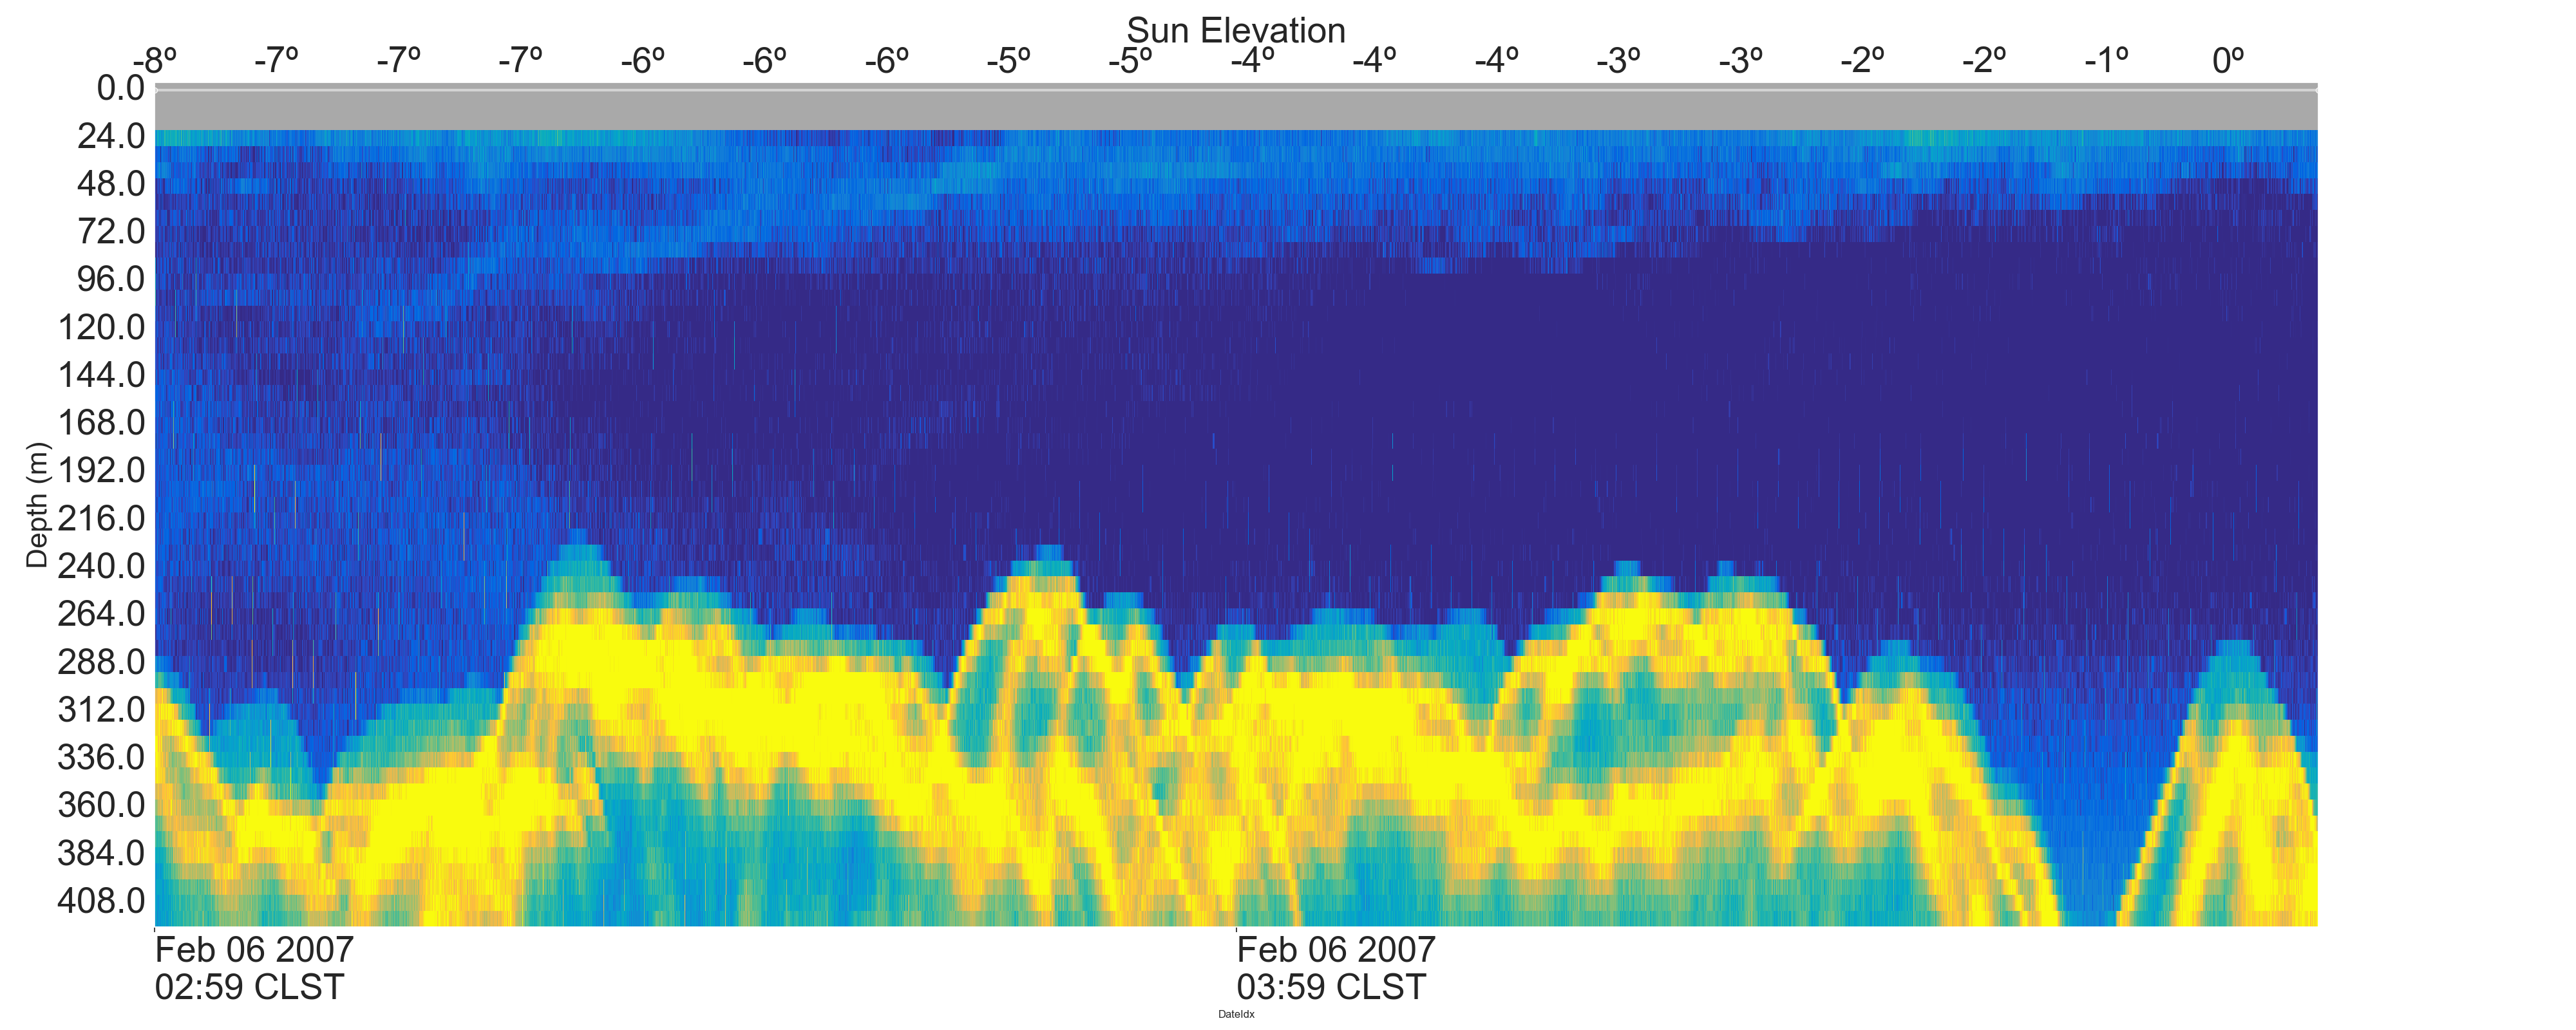 Sun Elevation
-8º -7º -7º -7º -6º -6º -6º -5º -5º -4º -4º -4º -3º -3º -2º -2º -1º 0º
Depth (m)
0.0
24.0
48.0
72.0
96.0
120.0
144.0
168.0
192.0
216.0
240.0
264.0
288.0
312.0
336.0
360.0
384.0
408.0
Feb 06 2007
02:59 CLST
Feb 06 2007
03:59 CLST
DateIdx